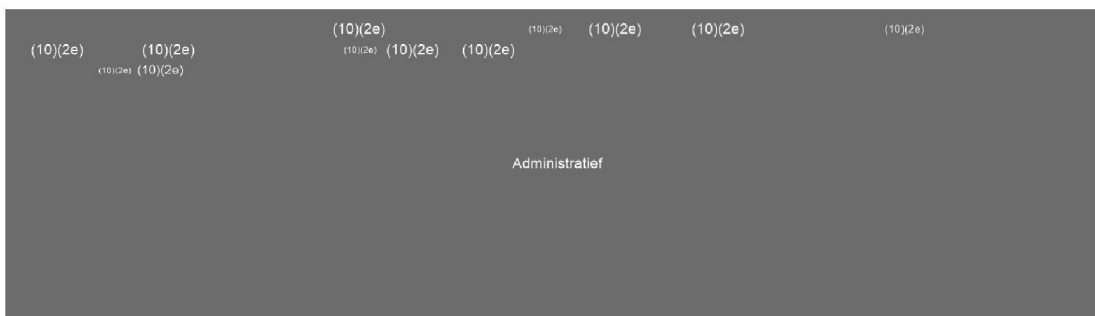 (10)(2e) (10)(2e) (10)(2e) (10)(2e) (10)(2e)
(10)(2e) (10)(2e) (10)(2e) (10)(2e) (10)(2e)
(10)(2e) (10)(2e)
Administratief